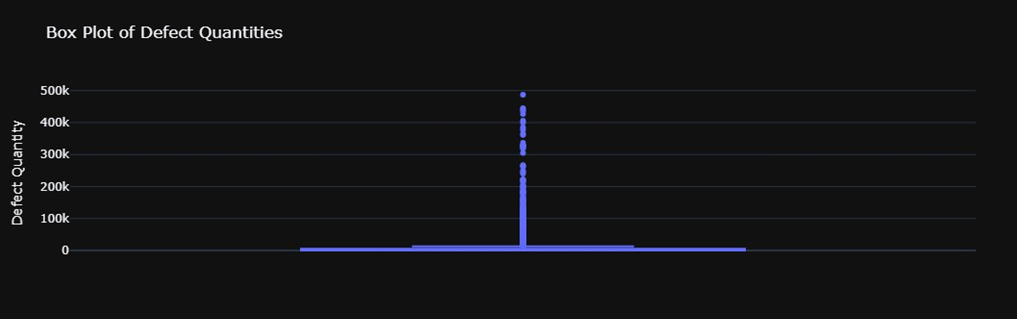 Box Plot of Defect Quantities
Defect Quantity
500k
400k
300k
200k
100k
0